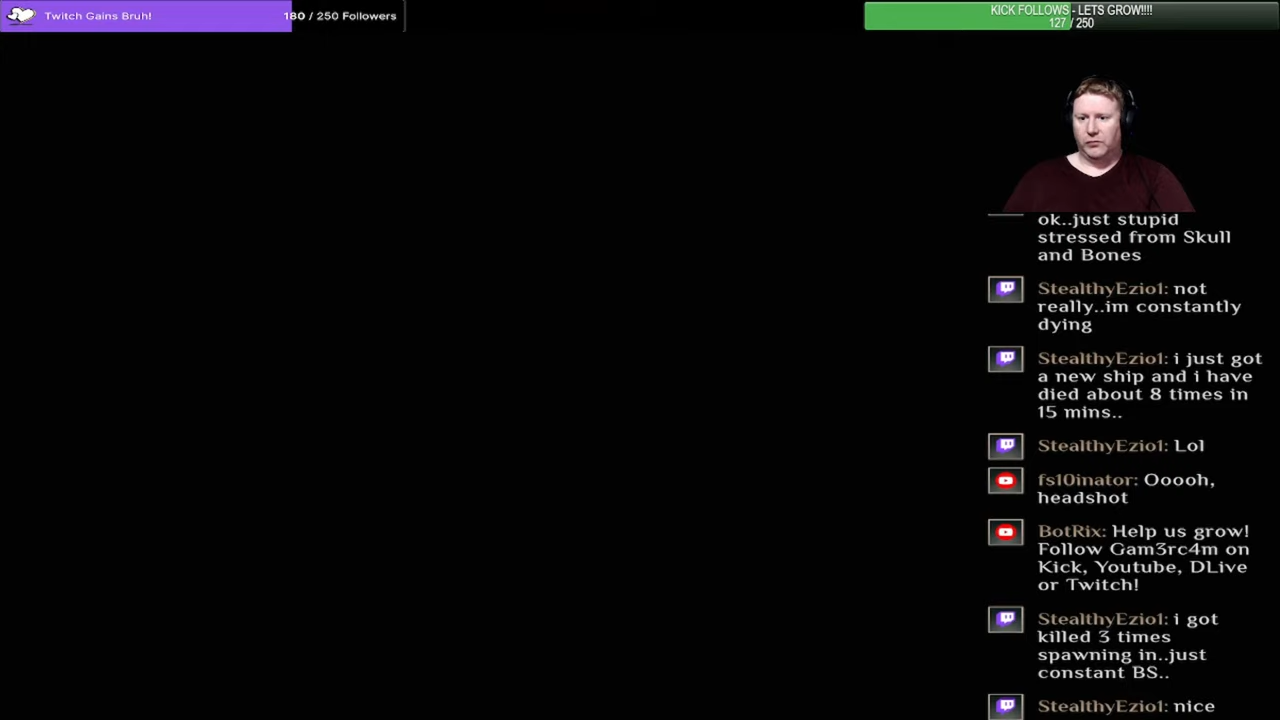 Twitch Gains Bruh!
180 / 250 Followers
KICK FOLLOWS - LETS GROW!!!!
127 / 250
ok..just stupid
stressed from Skull
and Bones
StealthyEzio1: not
really..im constantly
dying
StealthyEzio1: i just got
a new ship and i have
died about 8 times in
15 mins..
StealthyEzio1: Lol
fs10inator: Ooooh,
headshot
BotRix: Help us grow!
Follow Gam3rc4m on
Kick, Youtube, DLive
or Twitch!
StealthyEzio1: i got
killed 3 times
spawning in..just
constant BS..
StealthyEzio1: nice